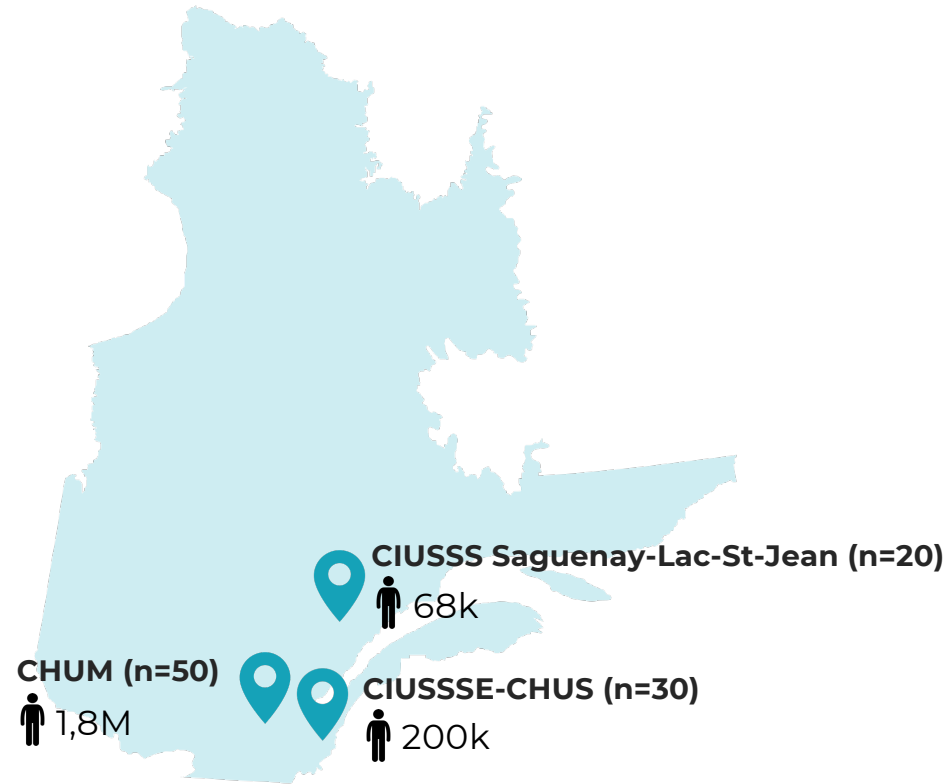 CIUSSS Saguenay-Lac-St-Jean (n=20)
68k
CHUM (n=50)
1,8M
CIUSSSE-CHUS (n=30)
200k